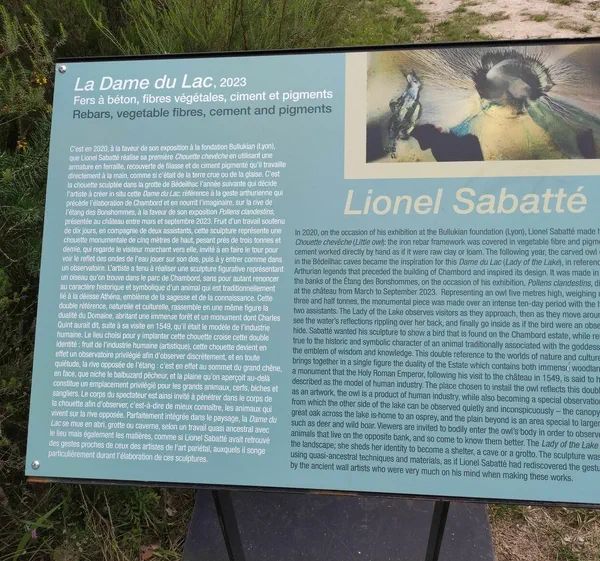 La Dame du Lac, 2023
Fers à béton, fibres végétales, ciment et pigments
Rebars, vegetable fibres, cement and pigments
C'est en 2020, à la faveur de son exposition à la fondation Bullukian (Lyon),
que Lionel Sabatté réalise sa première Chouette chevêche en utilisant une
armature en ferraille, recouverte de filasse et de ciment pigmenté qu'il travaille
directement à la main, comme si c'était de la terre crue ou de la glaise. C'est
la chouette sculptée dans la grotte de Bédeilhac l'année suivante qui décide
l'artiste à créer in situ cette Dame du Lac, référence à la geste arthurienne qui
précède l'élaboration de Chambord et en nourrit l'imaginaire, sur la rive de
l'étang des Bonshommes, à la faveur de son exposition Pollens clandestins,
présentée au château entre mars et septembre 2023. Fruit d'un travail soutenu
de dix jours, en compagnie de deux assistants, cette sculpture représente une
chouette monumentale de cinq mètres de haut, pesant près de trois tonnes et
demie, qui regarde le visiteur marchant vers elle, invite à en faire le tour pour
voir le reflet des ondes de l'eau jouer sur son dos, puis à y entrer comme dans
un observatoire. L'artiste a tenu à réaliser une sculpture figurative représentant
un oiseau qu'on trouve dans le parc de Chambord, sans pour autant renoncer
au caractère historique et symbolique d'un animal qui est traditionnellement
lié à la déesse Athéna, emblème de la sagesse et de la connaissance. Cette
double référence, naturelle et culturelle, rassemble en une même figure la
dualité du Domaine, abritant une immense forêt et un monument dont Charles
Quint aurait dit, suite à sa visite en 1549, qu'il était le modèle de l'industrie
humaine. Le lieu choisi pour y implanter cette chouette croise cette double
identité : fruit de l'industrie humaine (artistique), cette chouette devient en
effet un observatoire privilégié afin d'observer discrètement, et en toute
quiétude, la rive opposée de l'étang : c'est en effet au sommet du grand chêne,
en face, que niche le balbuzard pêcheur, et la plaine qu'on aperçoit au-delà
constitue un emplacement privilégié pour les grands animaux, cerfs, biches et
sangliers. Le corps du spectateur est ainsi invité à pénétrer dans le corps de
la chouette afin d'observer, c'est-à-dire de mieux connaître, les animaux qui
vivent sur la rive opposée. Parfaitement intégrée dans le paysage, la Dame du
Lac se mue en abri, grotte ou caverne, selon un travail quasi ancestral avec
le lieu mais également les matières, comme si Lionel Sabatté avait retrouvé
des gestes proches de ceux des artistes de l'art pariétal, auxquels il songe
particulièrement durant l'élaboration de ces sculptures.
Lionel Sabatté
In 2020, on the occasion of his exhibition at the Bullukian foundation (Lyon), Lionel Sabatté made
Chouette chevêche (Little owl): the iron rebar framework was covered in vegetable fibre and
cement worked directly by hand as if it were raw clay or loam. The following year, the carved owl
in the Bédeilhac caves became the inspiration for this Dame du Lac (Lady of the Lake), in reference
Arthurian legends that preceded the building of Chambord and inspired its design. It was made in
the banks of the Étang des Bonshommes, on the occasion of his exhibition, Pollens clandestins,
at the château from March to September 2023. Representing an owl five metres high, weighing
three and half tonnes, the monumental piece was made over an intense ten-day period with the
two assistants. The Lady of the Lake observes visitors as they approach, then as they move around
see the water's reflections rippling over her back, and finally go inside as if the bird were an
hide. Sabatté wanted his sculpture to show a bird that is found on the Chambord estate, while
true to the historic and symbolic character of an animal traditionally associated with the goddess
the emblem of wisdom and knowledge. This double reference to the worlds of nature and culture
brings together in a single figure the duality of the Estate which contains both immense woodland
a monument that the Holy Roman Emperor, following his visit to the château in 1549, is said to
described as the model of human industry. The place chosen to install the owl reflects this double
as an artwork, the owl is a product of human industry, while also becoming a special observation
from which the other side of the lake can be observed quietly and inconspicuously – the canopy
great oak across the lake is home to an osprey, and the plain beyond is an area special to larger
such as deer and wild boar. Viewers are invited to bodily enter the owl's body in order to observe
animals that live on the opposite bank, and so come to know them better. The Lady of the Lake
the landscape; she sheds her identity to become a shelter, a cave or a grotto. The sculpture was
using quasi-ancestral techniques and materials, as if Lionel Sabatté had rediscovered the
by the ancient wall artists who were very much on his mind when making these works.